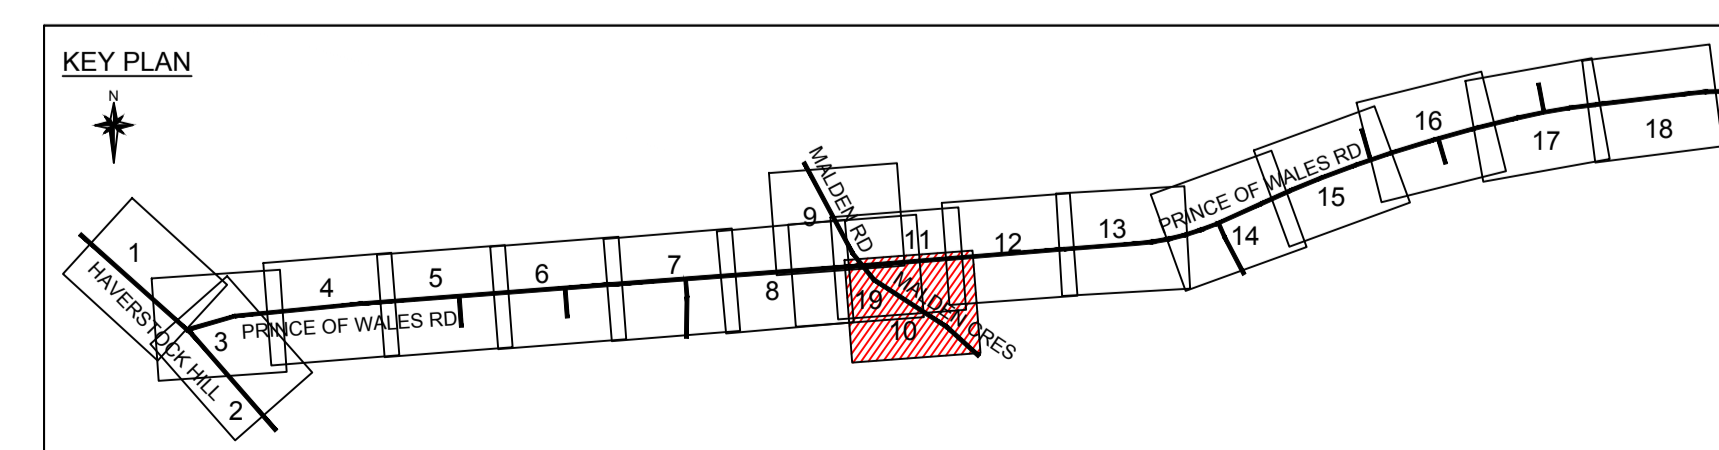 KEY PLAN
N
1
HAVERSTOCK HILL
2
3
4
PRINCE OF WALES RD
5
6
7
8
9
MALDEN RD
11
19
MALDEN CRES
10
12
13
PRINCE OF WALES RD
14
15
16
17
18